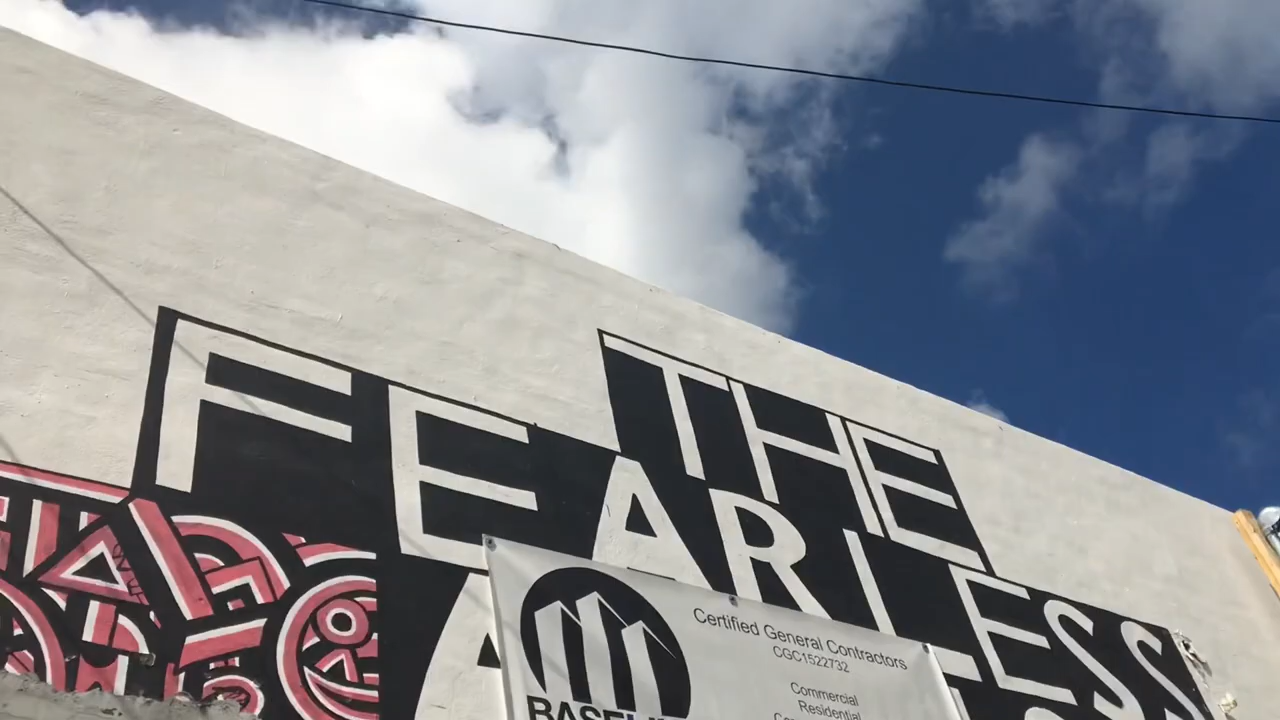 THE
FEARLESS
Certified General Contractors
CGC1522732
Commercial
Residential